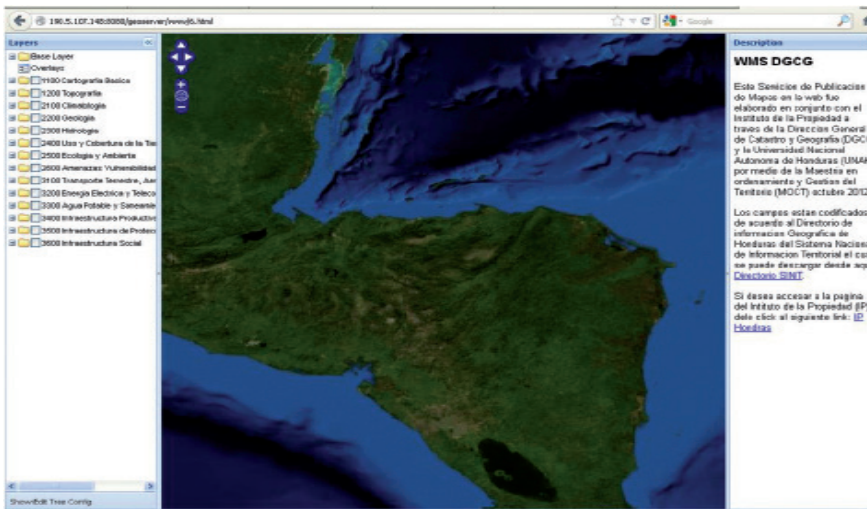 190.5.107.148:8080/geoserver/www/j6.html
Google
Layers
Base Layer
Overlays
1100 Cartografia Basica
1200 Topografia
2100 Climatologia
2200 Geologia
2300 Hidrologia
2400 Uso y Cobertura de la Tie
2500 Ecologia y Ambiente
2600 Amenazas Vulnerabilidad
3100 Transporte Terrestre,
3200 Energia Electrica y Teleco
3300 Agua Potable y Saneamie
3400 Infraestructura Productiva
3500 Infraestructura de Protecc
3600 Infraestructura Social
Show/Edit Tree Config
Description
WMS DGCG
Este Servicio de Publicacion
de Mapas en la web fue
elaborado en conjunto con el
Instituto de la Propiedad a
traves de la Direccion General
de Catastro y Geografia (DGCG
y la Universidad Nacional
Autonoma de Honduras (UNAH
por medio de la Maestria en
ordenamiento y Gestion del
Territorio (MOCT) octubre 2012
Los campos estan codificados
de acuerdo al Directorio de
informacion Geografica de
Honduras del Sistema Naciona
de Informacion Territorial el cua
se puede descargar desde aqu
Directorio SINIT.
Si desea accesar a la pagina
del Intituto de la Propiedad (IP)
dele click al siguiente link: IP
Hondras